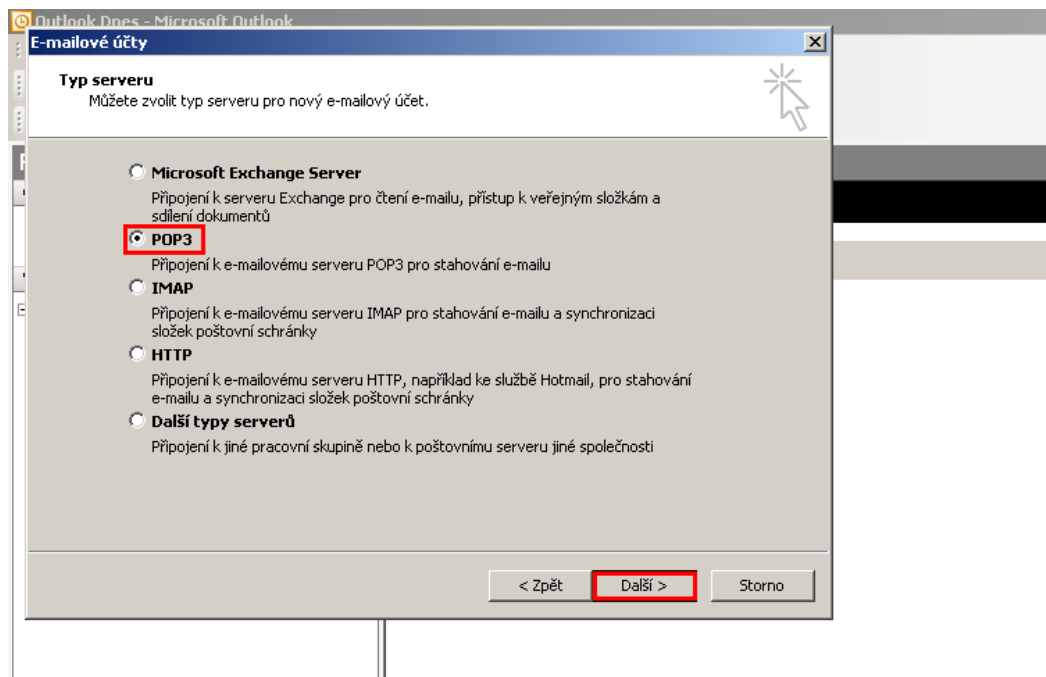 Outlook Dnes - Microsoft Outlook
E-mailové účty
Typ serveru
Můžete zvolit typ serveru pro nový e-mailový účet.
Microsoft Exchange Server
Připojení k serveru Exchange pro čtení e-mailu, přístup k veřejným složkám a
sdílení dokumentů
POP3
Připojení k e-mailovému serveru POP3 pro stahování e-mailu
IMAP
Připojení k e-mailovému serveru IMAP pro stahování e-mailu a synchronizaci
složek poštovní schránky
HTTP
Připojení k e-mailovému serveru HTTP, například ke službě Hotmail, pro stahování
e-mailu a synchronizaci složek poštovní schránky
Další typy serverů
Připojení k jiné pracovní skupině nebo k poštovnímu serveru jiné společnosti
< Zpět
Další >
Storno